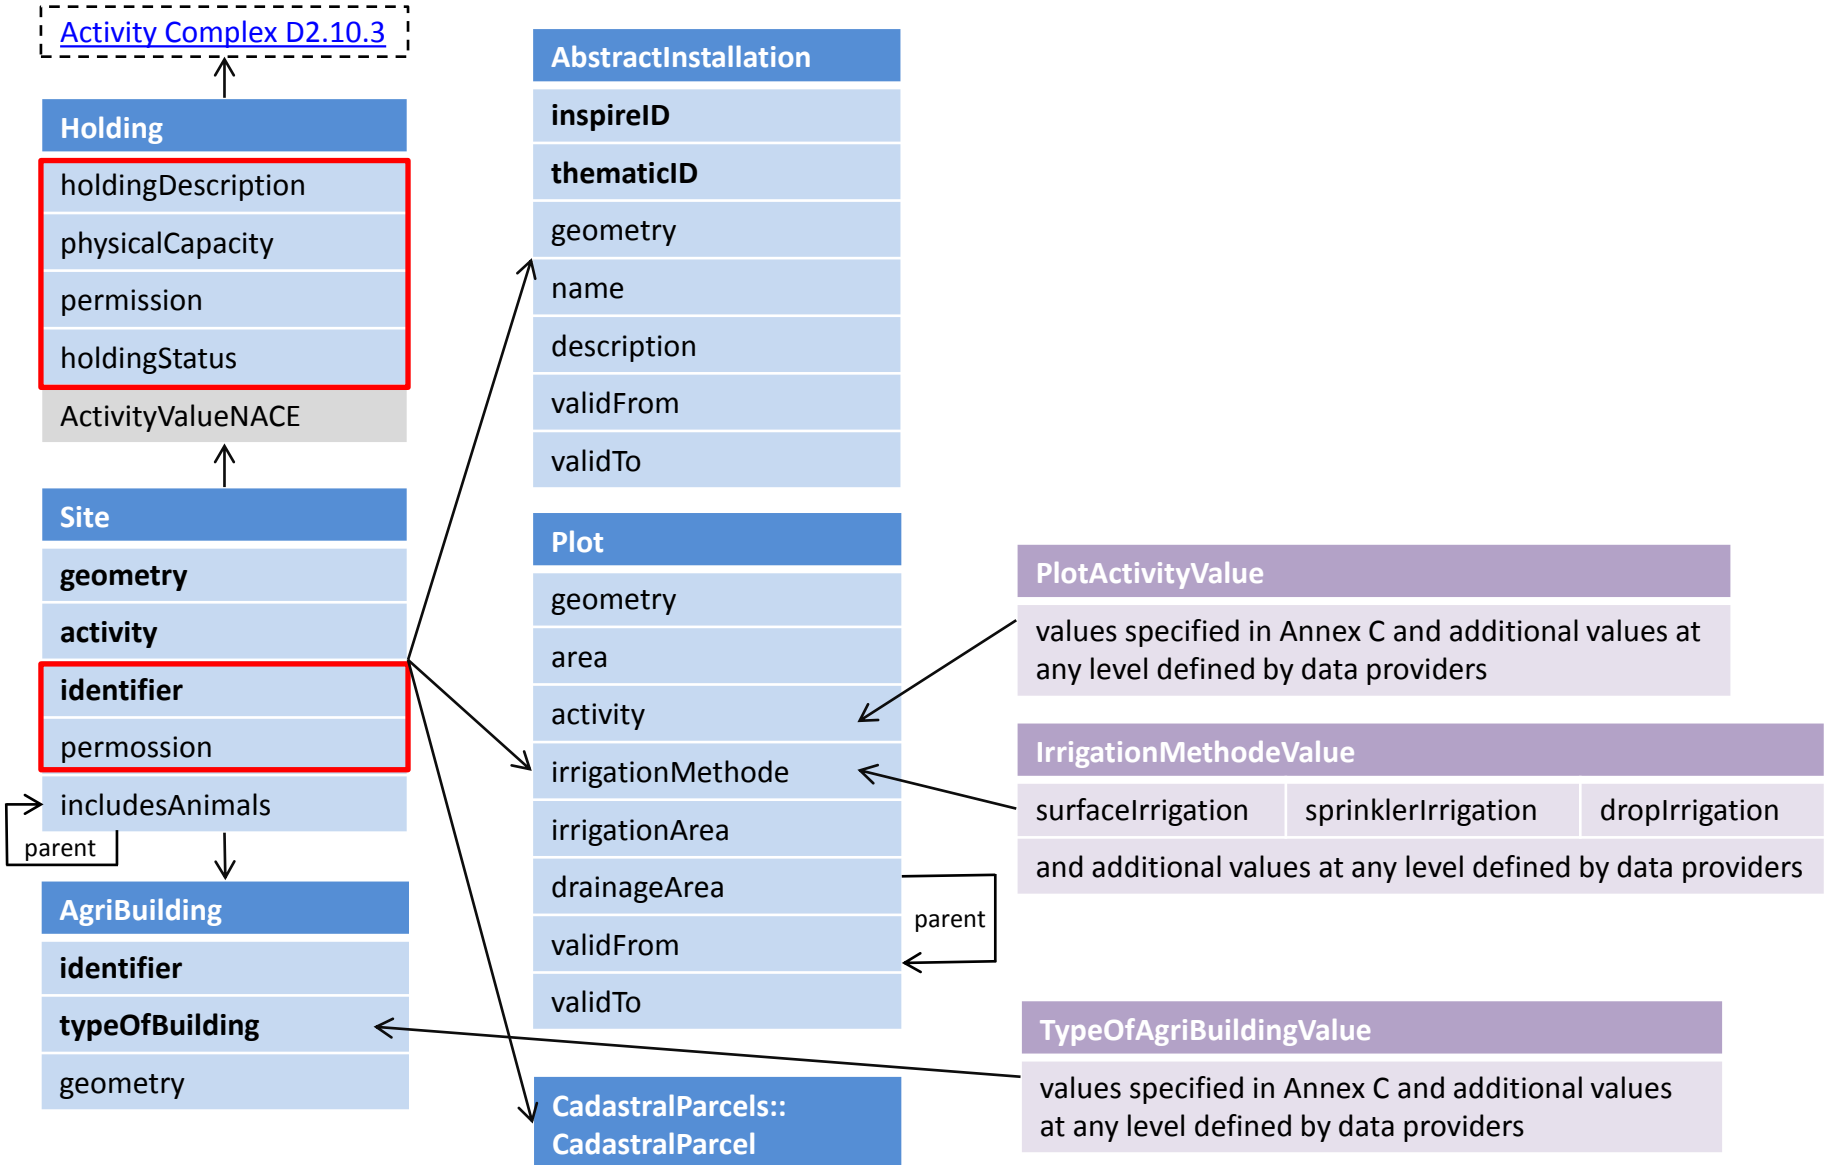 Activity Complex D2.10.3
Holding
holdingDescription
physicalCapacity
permission
holdingStatus
ActivityValueNACE
Site
geometry
activity
identifier
permossion
includesAnimals
parent
AgriBuilding
identifier
typeOfBuilding
geometry
AbstractInstallation
inspireID
thematicID
geometry
name
description
validFrom
validTo
Plot
geometry
area
activity
irrigationMethode
irrigationArea
drainageArea
validFrom
validTo
parent
CadastralParcels::
CadastralParcel
PlotActivityValue
values specified in Annex C and additional values at
any level defined by data providers
IrrigationMethodeValue
surfaceIrrigation sprinklerIrrigation dropIrrigation
and additional values at any level defined by data providers
TypeOfAgriBuildingValue
values specified in Annex C and additional values
at any level defined by data providers